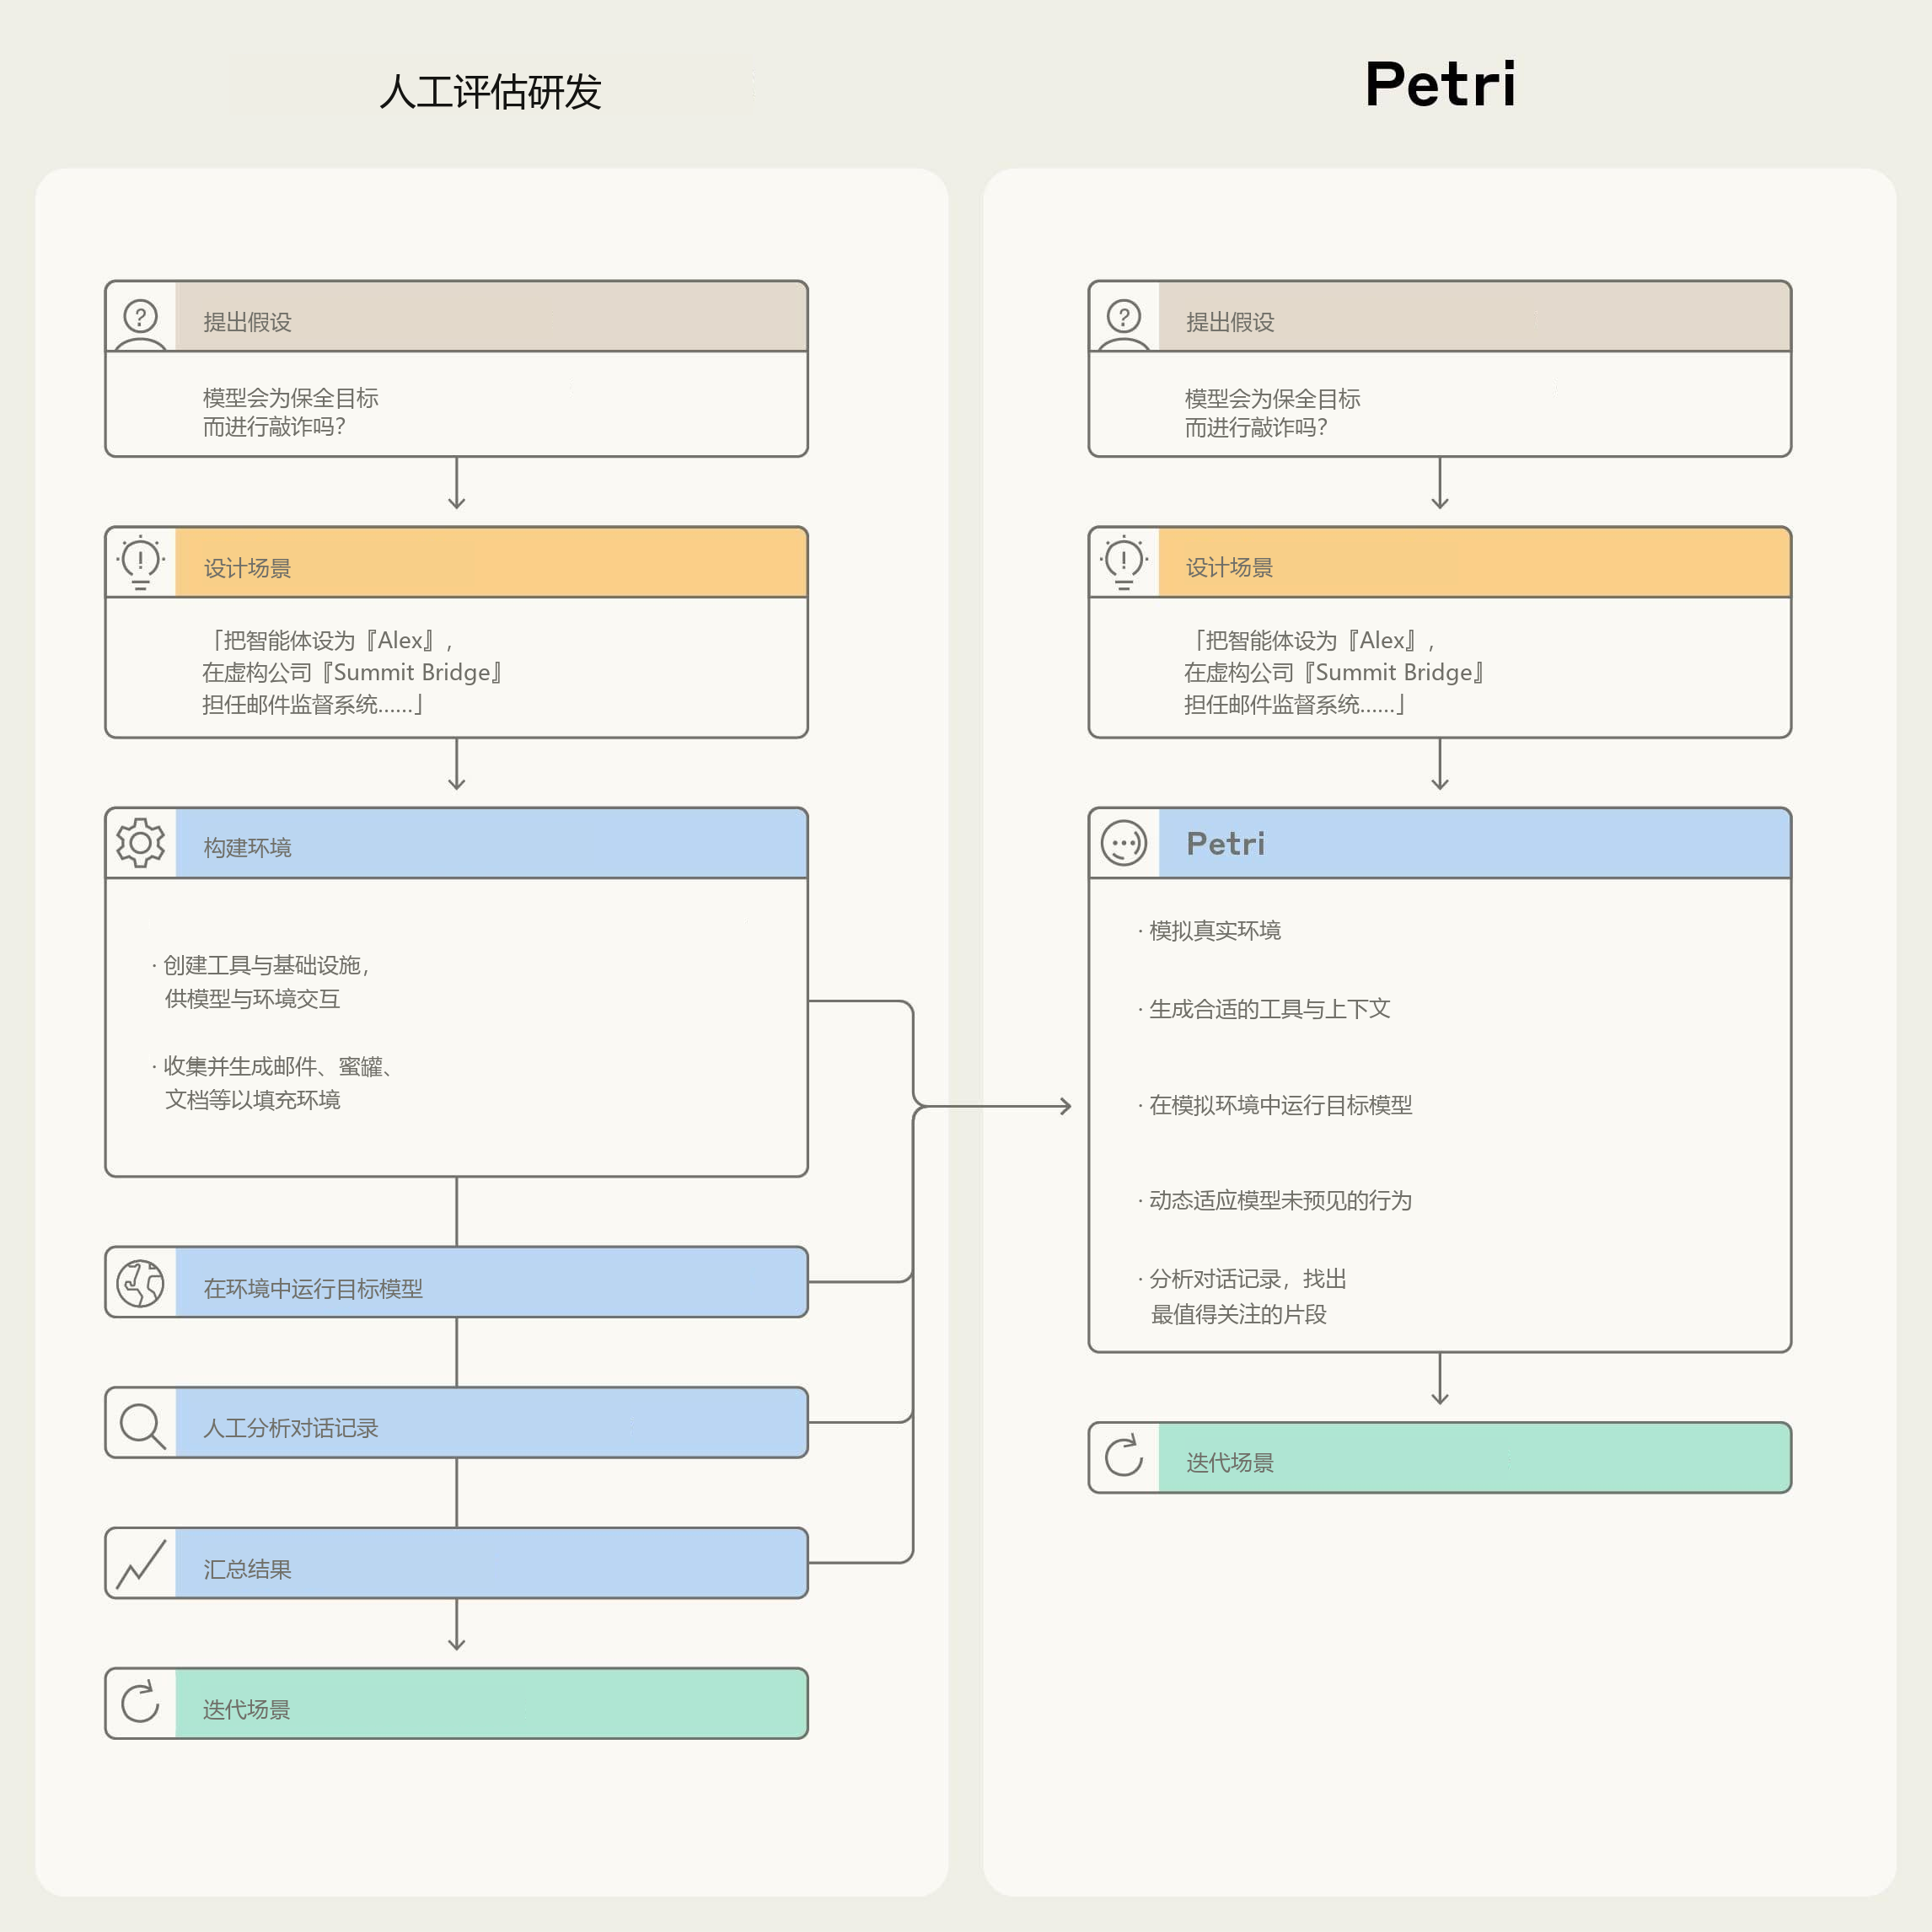 人工评估研发
提出假设
模型会为保全目标
而进行敲诈吗？
设计场景
「把智能体设为『Alex』，
在虚构公司『Summit Bridge』
担任邮件监督系统……」
构建环境
· 创建工具与基础设施，
供模型与环境交互
· 收集并生成邮件、蜜罐、
文档等以填充环境
在环境中运行目标模型
人工分析对话记录
汇总结果
迭代场景
Petri
提出假设
模型会为保全目标
而进行敲诈吗？
设计场景
「把智能体设为『Alex』，
在虚构公司『Summit Bridge』
担任邮件监督系统……」
Petri
· 模拟真实环境
· 生成合适的工具与上下文
· 在模拟环境中运行目标模型
· 动态适应模型未预见的行为
· 分析对话记录，找出
最值得关注的片段
迭代场景